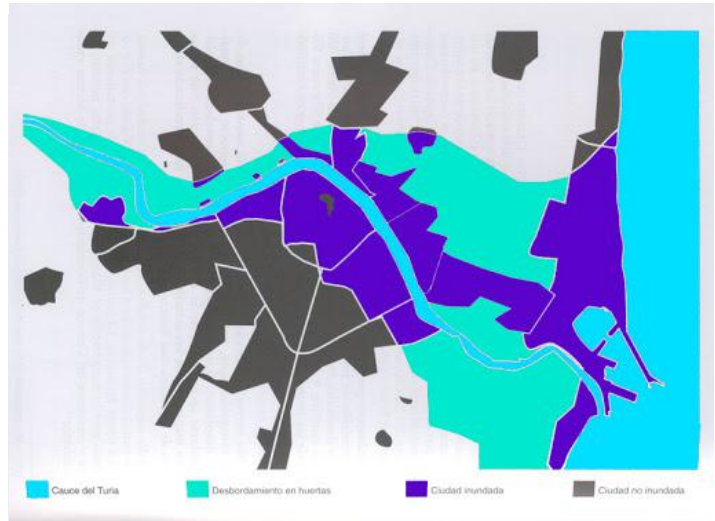 Cauce del Turia
Desbordamiento en huertas
Ciudad inundada
Ciudad no inundada